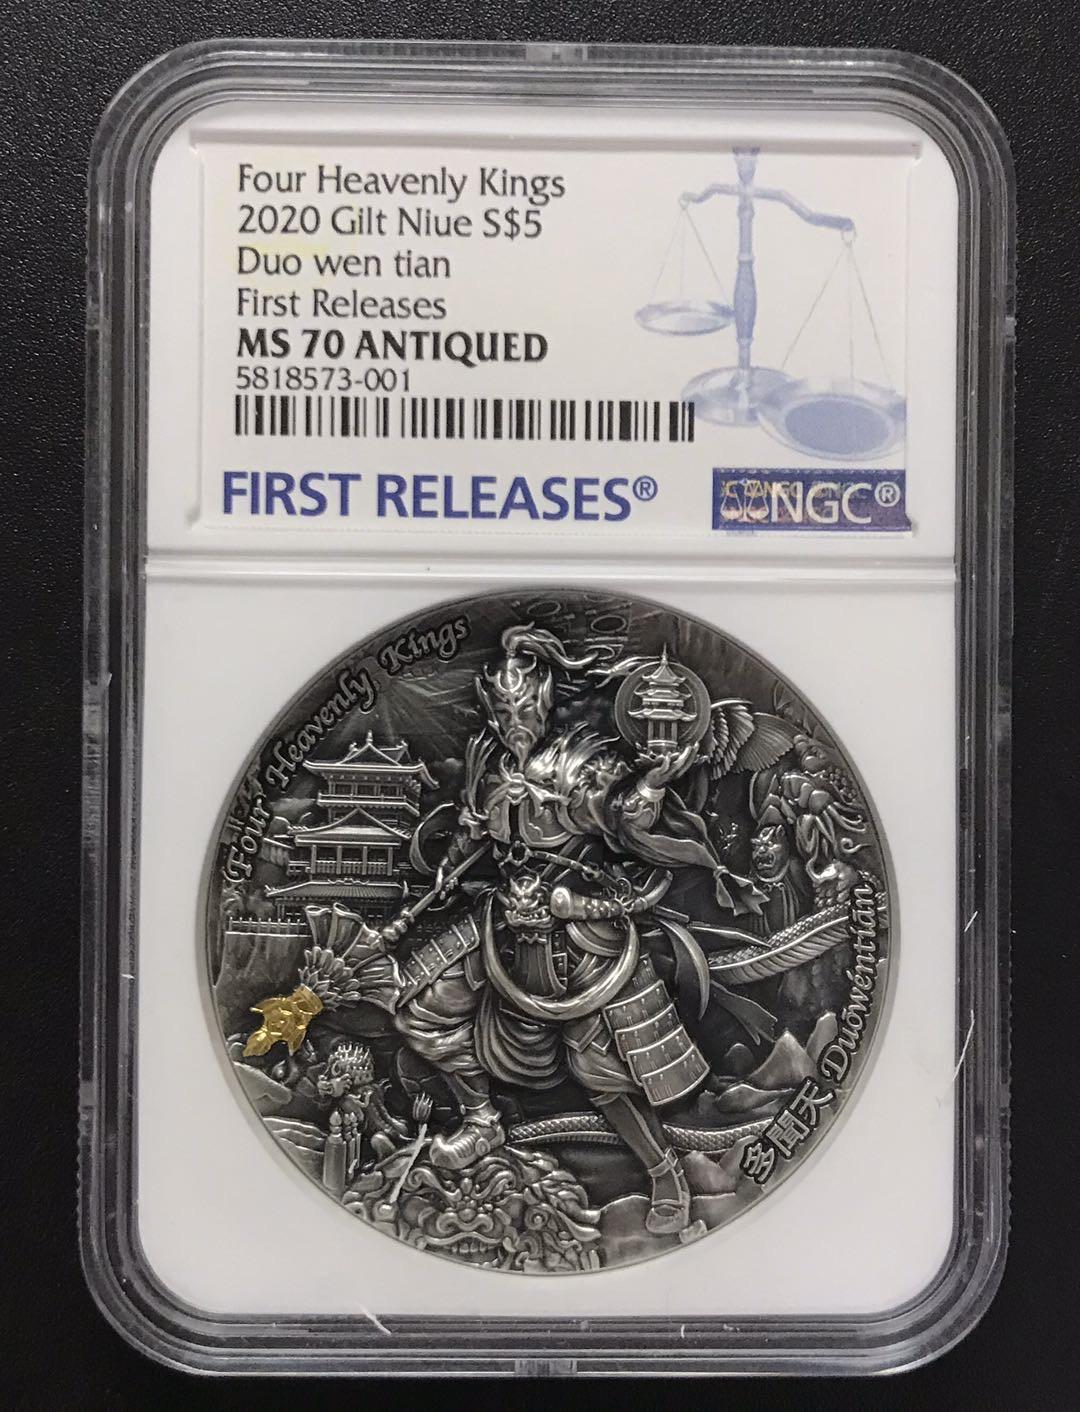 Four Heavenly Kings
2020 Gilt Niue S$5
Duo wen tian
First Releases
MS 70 ANTIQUED
5818573-001
FIRST RELEASES®
NGC®
Four Heavenly Kings
多聞天 Duōwéntiān